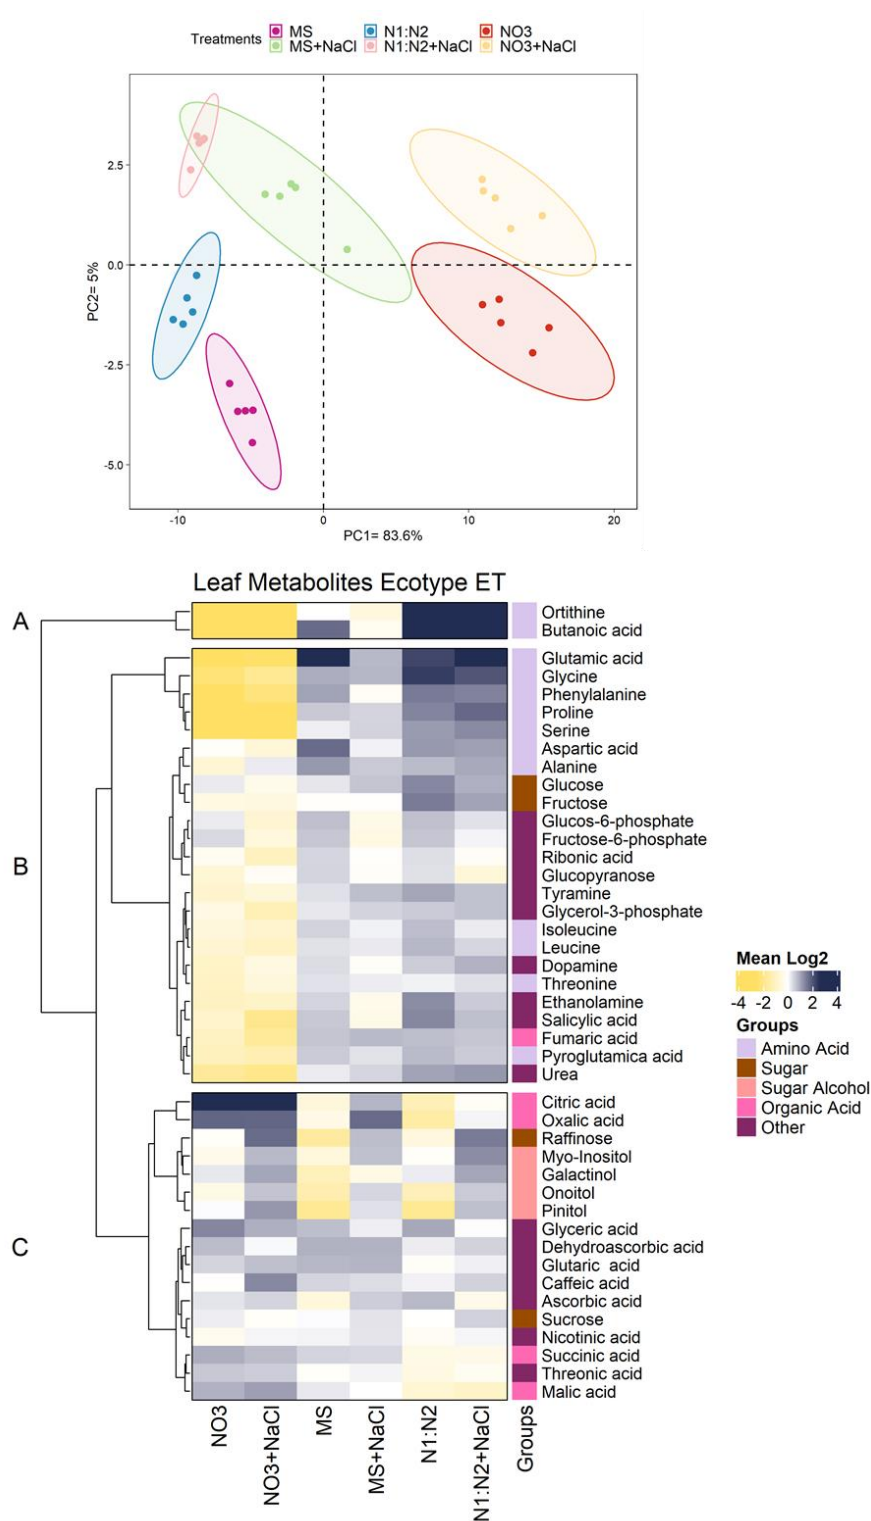 Treatments MS N1:N2 NO3
MS+NaCl N1:N2+NaCl NO3+NaCl
2.5
0.0
-2.5
-5.0
PC2= 5%
-10 0 10 20
PC1= 83.6%
Leaf Metabolites Ecotype ET
A
Ortithine
Butanoic acid
B
Glutamic acid
Glycine
Phenylalanine
Proline
Serine
Aspartic acid
Alanine
Glucose
Fructose
Glucos-6-phosphate
Fructose-6-phosphate
Ribonic acid
Glucopyranose
Tyramine
Glycerol-3-phosphate
Isoleucine
Leucine
Dopamine
Threonine
Ethanolamine
Salicylic acid
Fumaric acid
Pyroglutamica acid
Urea
C
Citric acid
Oxalic acid
Raffinose
Myo-Inositol
Galactinol
Onoitol
Pinitol
Glyceric acid
Dehydroascorbic acid
Glutaric acid
Caffeic acid
Ascorbic acid
Sucrose
Nicotinic acid
Succinic acid
Threonic acid
Malic acid
NO3
NO3+NaCl
MS
MS+NaCl
N1:N2
N1:N2+NaCl
Groups
Mean Log2
-4 -2 0 2 4
Groups
Amino Acid
Sugar
Sugar Alcohol
Organic Acid
Other